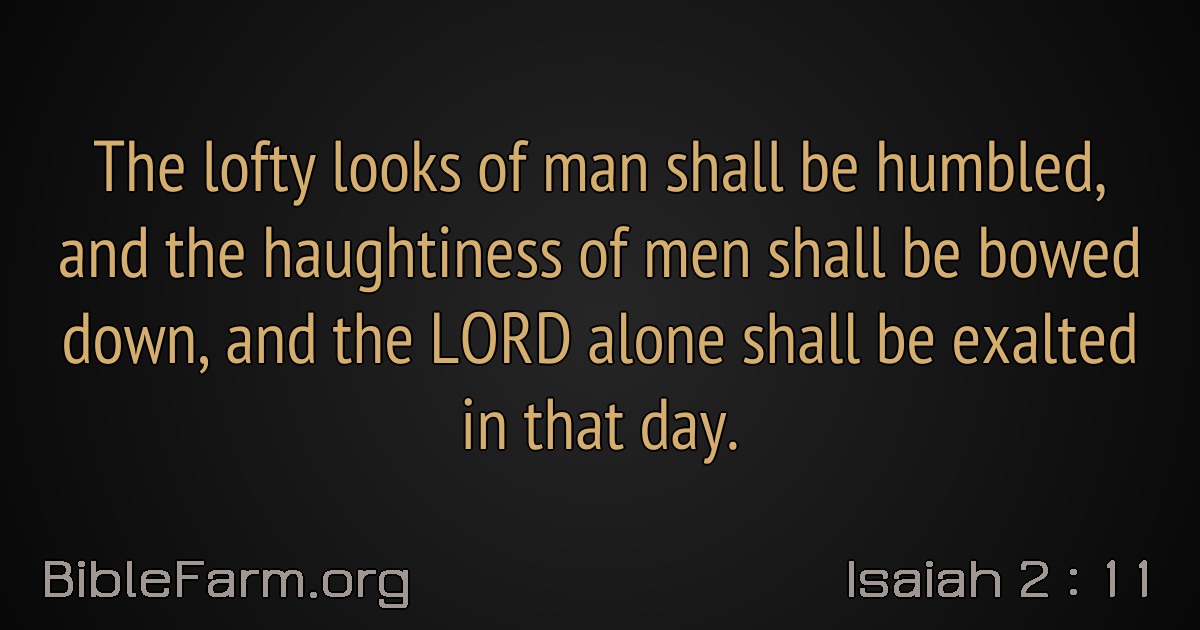 The lofty looks of man shall be humbled,
and the haughtiness of men shall be bowed
down, and the LORD alone shall be exalted
in that day.
BibleFarm.org
Isaiah 2 : 11